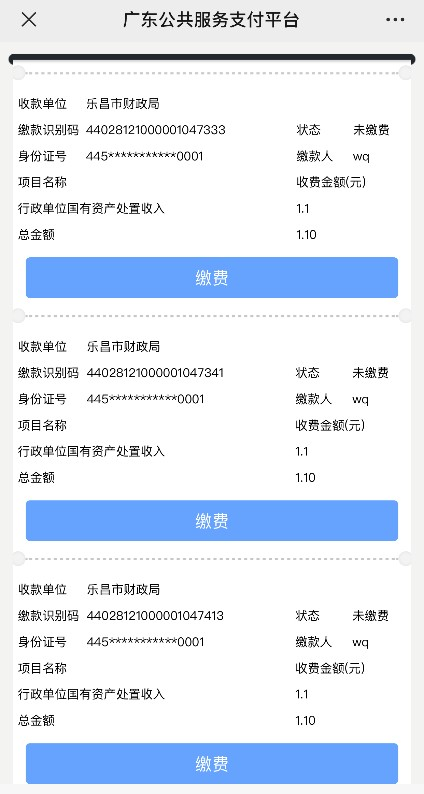 广东公共服务支付平台
收款单位 乐昌市财政局
缴款识别码 44028121000001047333 状态 未缴费
身份证号 445***********0001 缴款人 wq
项目名称 收费金额(元)
行政单位国有资产处置收入 1.1
总金额 1.10
缴费
收款单位 乐昌市财政局
缴款识别码 44028121000001047341 状态 未缴费
身份证号 445***********0001 缴款人 wq
项目名称 收费金额(元)
行政单位国有资产处置收入 1.1
总金额 1.10
缴费
收款单位 乐昌市财政局
缴款识别码 44028121000001047413 状态 未缴费
身份证号 445***********0001 缴款人 wq
项目名称 收费金额(元)
行政单位国有资产处置收入 1.1
总金额 1.10
缴费